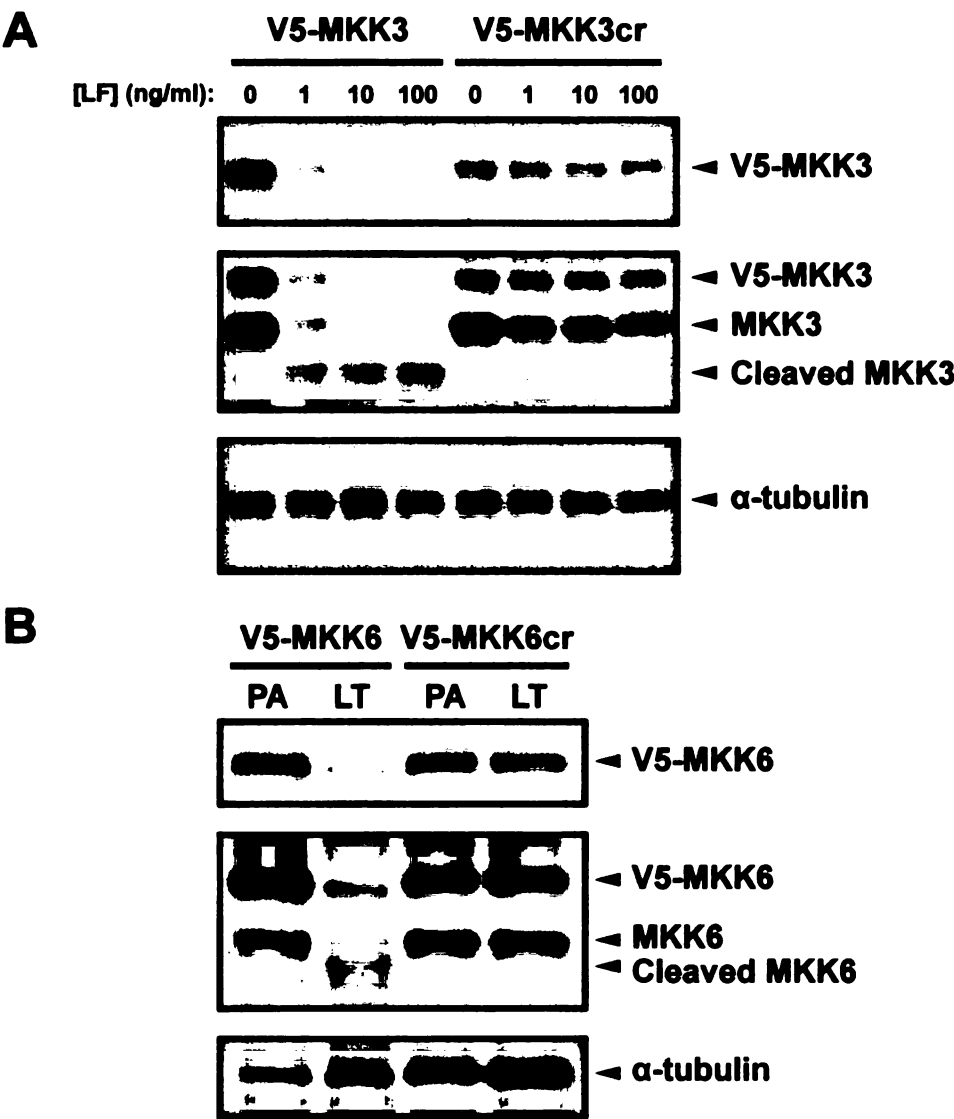 A
V5-MKK3 V5-MKK3cr
[LF] (ng/ml): 0 1 10 100 0 1 10 100
V5-MKK3
V5-MKK3
MKK3
Cleaved MKK3
α-tubulin
B
V5-MKK6 V5-MKK6cr
PA LT PA LT
V5-MKK6
V5-MKK6
MKK6
Cleaved MKK6
α-tubulin